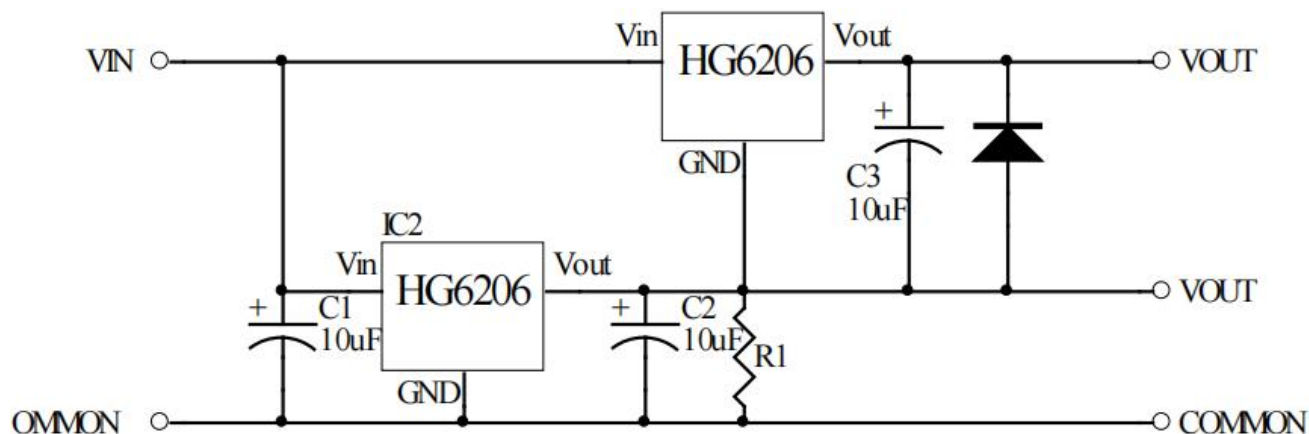 Vin
HG6206
Vout
VIN
VOUT
+
GND
C3
10uF
IC2
Vin
HG6206
Vout
VOUT
+
C1
10uF
+
C2
10uF
R1
GND
OMMON
COMMON